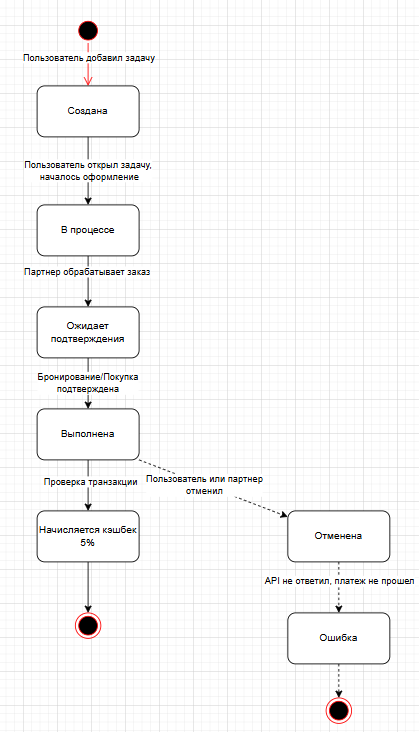 Пользователь добавил задачу
Создана
Пользователь открыл задачу,
началось оформление
В процессе
Партнер обрабатывает заказ
Ожидает
подтверждения
Бронирование/Покупка
подтверждена
Выполнена
Проверка транзакции
Пользователь или партнер
отменил
Начисляется кэшбек
5%
Отменена
API не ответил, платеж не прошел
Ошибка